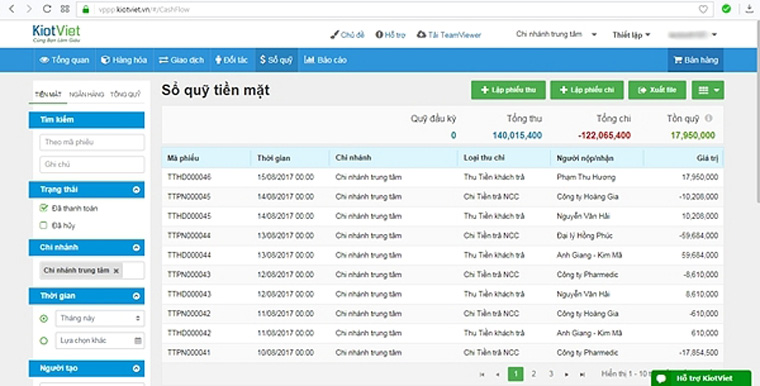 vppp.kiotviet.vn/#/CashFlow
KiotViet
Cùng Bạn Làm Giàu
Chủ đề Hỗ trợ Tải TeamViewer Chi nhánh trung tâm Thiết lập
Tổng quan Hàng hóa Giao dịch Đối tác $ Sổ quỹ Báo cáo Bán hàng
TIỀN MẶT NGÂN HÀNG TỔNG QUỸ
Sổ quỹ tiền mặt
+ Lập phiếu thu + Lập phiếu chi Xuất file
Tìm kiếm
Theo mã phiếu
Ghi chú
Trạng thái
Đã thanh toán
Đã hủy
Chi nhánh
Chi nhánh trung tâm x
Thời gian
Tháng này
Lựa chọn khác
Người tạo
Quỹ đầu kỳ Tổng thu Tổng chi Tồn quỹ
0 140,015,400 -122,065,400 17,950,000
Mã phiếu Thời gian Chi nhánh Loại thu chi Người nộp/nhận Giá trị
TTHD000046 15/08/2017 00:00 Chi nhánh trung tâm Thu Tiền khách trả Phạm Thu Hương 17,950,000
TTPN000045 14/08/2017 00:00 Chi nhánh trung tâm Chi Tiền trả NCC Công ty Hoàng Gia -10,208,000
TTHD000045 14/08/2017 00:00 Chi nhánh trung tâm Thu Tiền khách trả Nguyễn Văn Hải 10,208,000
TTPN000044 13/08/2017 00:00 Chi nhánh trung tâm Chi Tiền trả NCC Đại lý Hồng Phúc -59,684,000
TTHD000044 13/08/2017 00:00 Chi nhánh trung tâm Thu Tiền khách trả Anh Giang - Kim Mã 59,684,000
TTPN000043 12/08/2017 00:00 Chi nhánh trung tâm Chi Tiền trả NCC Công ty Pharmedic -8,610,000
TTHD000043 12/08/2017 00:00 Chi nhánh trung tâm Thu Tiền khách trả Nguyễn Văn Hải 8,610,000
TTPN000042 11/08/2017 00:00 Chi nhánh trung tâm Chi Tiền trả NCC Công ty Hoàng Gia -610,000
TTHD000042 11/08/2017 00:00 Chi nhánh trung tâm Thu Tiền khách trả Anh Giang - Kim Mã 610,000
TTPN000041 10/08/2017 00:00 Chi nhánh trung tâm Chi Tiền trả NCC Công ty Pharmedic -17,854,500
1 2 3 Hiển thị 1 - 10
Hỗ trợ KiotViet